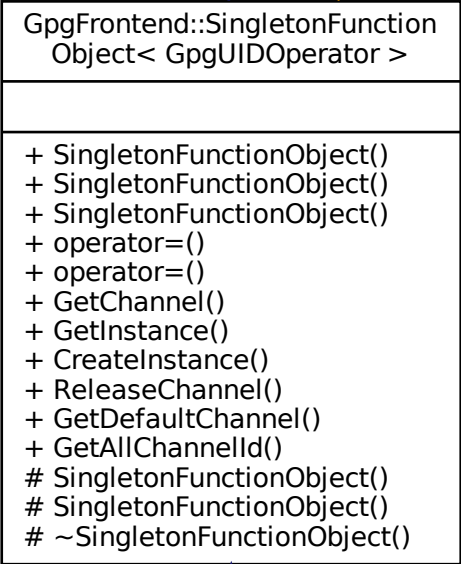 GpgFrontend::SingletonFunction
Object< GpgUIDOperator >
+ SingletonFunctionObject()
+ SingletonFunctionObject()
+ SingletonFunctionObject()
+ operator=()
+ operator=()
+ GetChannel()
+ GetInstance()
+ CreateInstance()
+ ReleaseChannel()
+ GetDefaultChannel()
+ GetAllChannelId()
# SingletonFunctionObject()
# SingletonFunctionObject()
# ~SingletonFunctionObject()